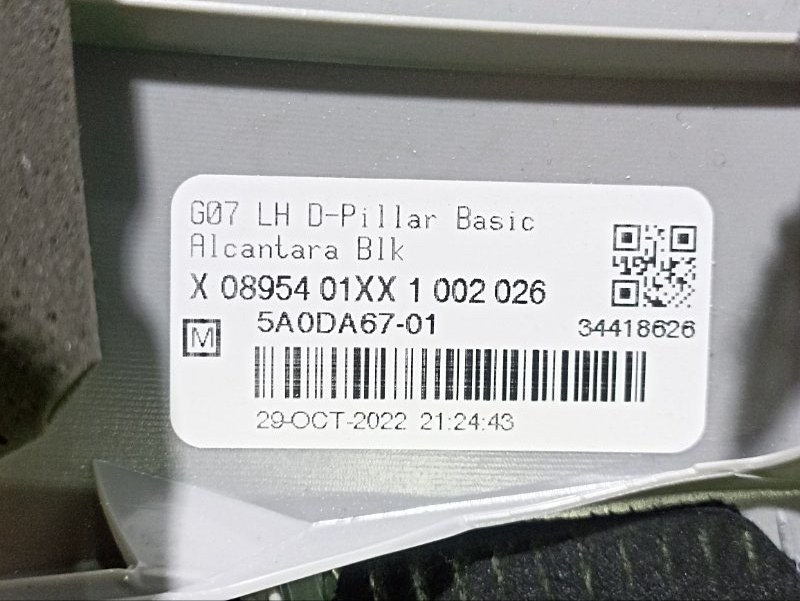 G07 LH D-Pillar Basic
Alcantara Blk
X 08954 01XX 1 002 026
M 5A0DA67-01 34418626
29-OCT-2022 21:24:43